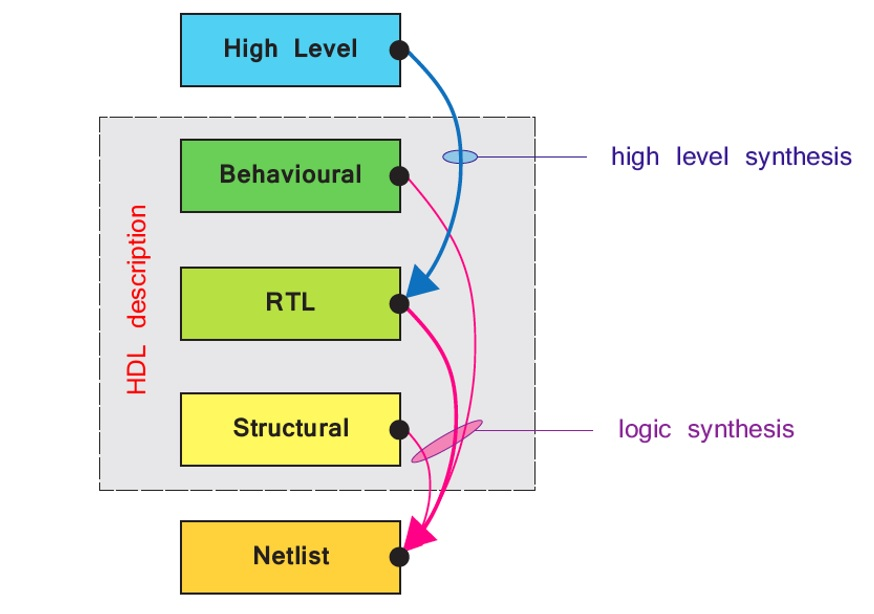 High Level
Behavioural
high level synthesis
HDL description
RTL
Structural
logic synthesis
Netlist